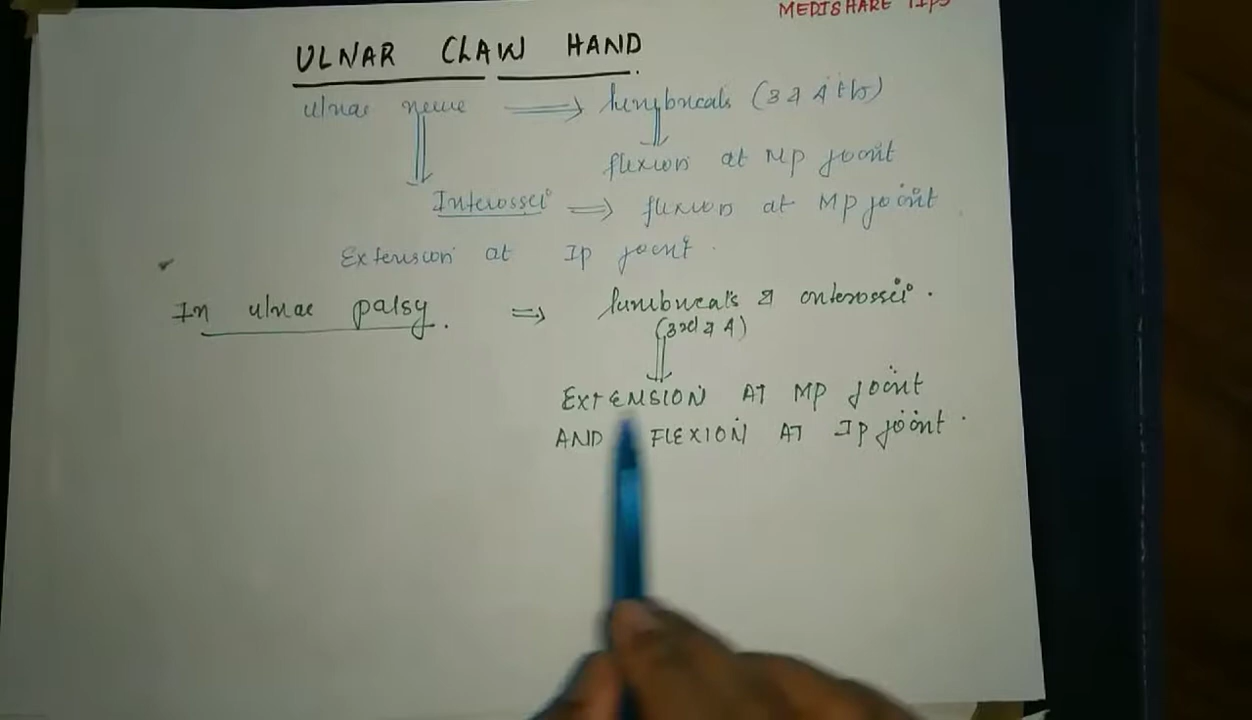 MEDISHARE Tips
ULNAR CLAW HAND
ulnar nerve ⟹ lumbricals (3 & 4th)
flexion at MP joint
Interossei ⟹ flexion at MP joint
Extension at Ip joint.
In ulnar palsy. ⟹ lumbricals & interossei.
(3rd & 4)
EXTENSION AT MP joint
AND FLEXION AT Ip joint.